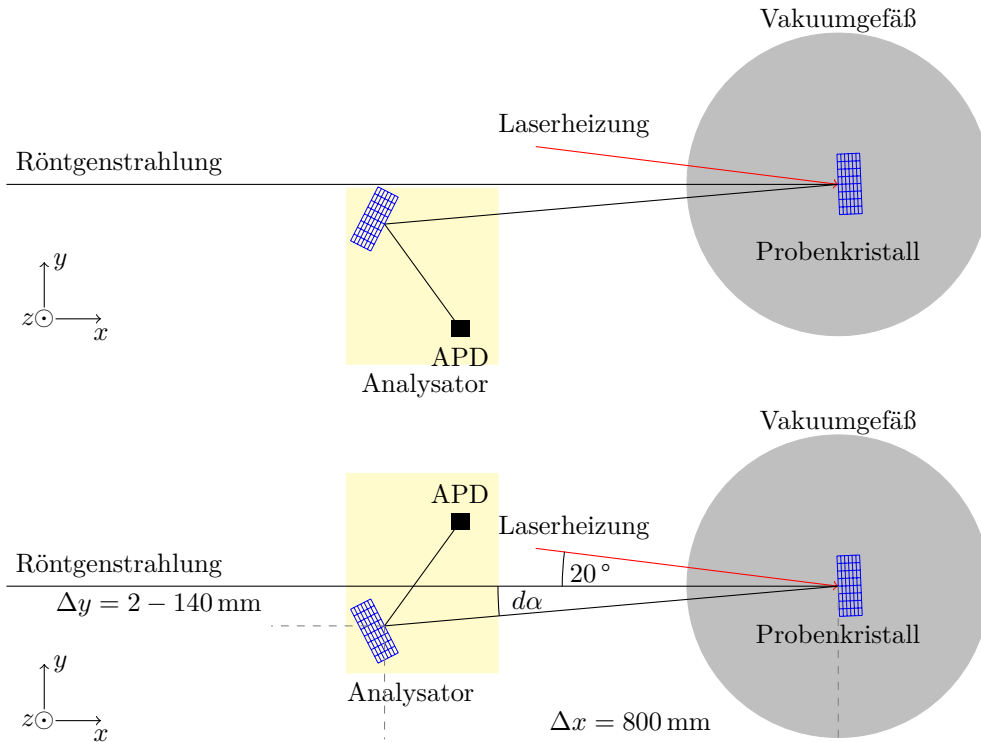 Vakuumgefäß
Laserheizung
Röntgenstrahlung
Probenkristall
y
z
x
APD
Analysator
Vakuumgefäß
APD
Laserheizung
Röntgenstrahlung
20°
Δy = 2 − 140 mm
dα
Probenkristall
y
Analysator
z
x
Δx = 800 mm